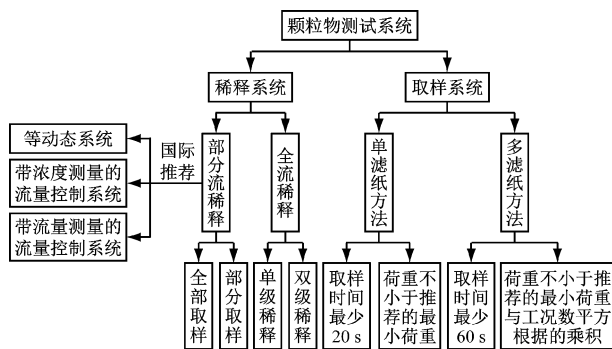 颗粒物测试系统
稀释系统
取样系统
等动态系统
带浓度测量的
流量控制系统
带流量测量的
流量控制系统
国际
推荐
部分流稀释
全流稀释
单滤纸方法
多滤纸方法
全部取样
部分取样
单级稀释
双级稀释
取样
时间
最少
20 s
荷重不
小于推
荐的最
小荷重
取样
时间
最少
60 s
荷重不小于推
荐的最小荷重
与工况数平方
根据的乘积